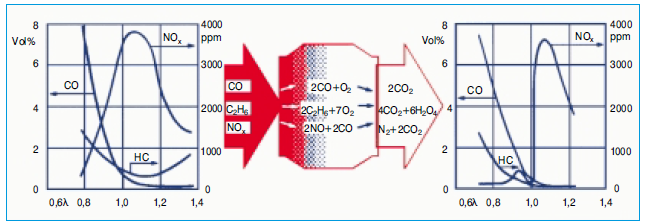 8
Vol%
6
4
2
0
4000
ppm
3000
2000
1000
0
NOx
CO
HC
0,6λ 0,8 1,0 1,2 1,4
CO
C2H6
NOx
2CO+O2
2C2H6+7O2
2NO+2CO
2CO2
4CO2+6H2O
N2+2CO2
8
Vol%
6
4
2
0
4000
ppm
3000
2000
1000
0
NOx
CO
HC
0,6λ 0,8 1,0 1,2 1,4